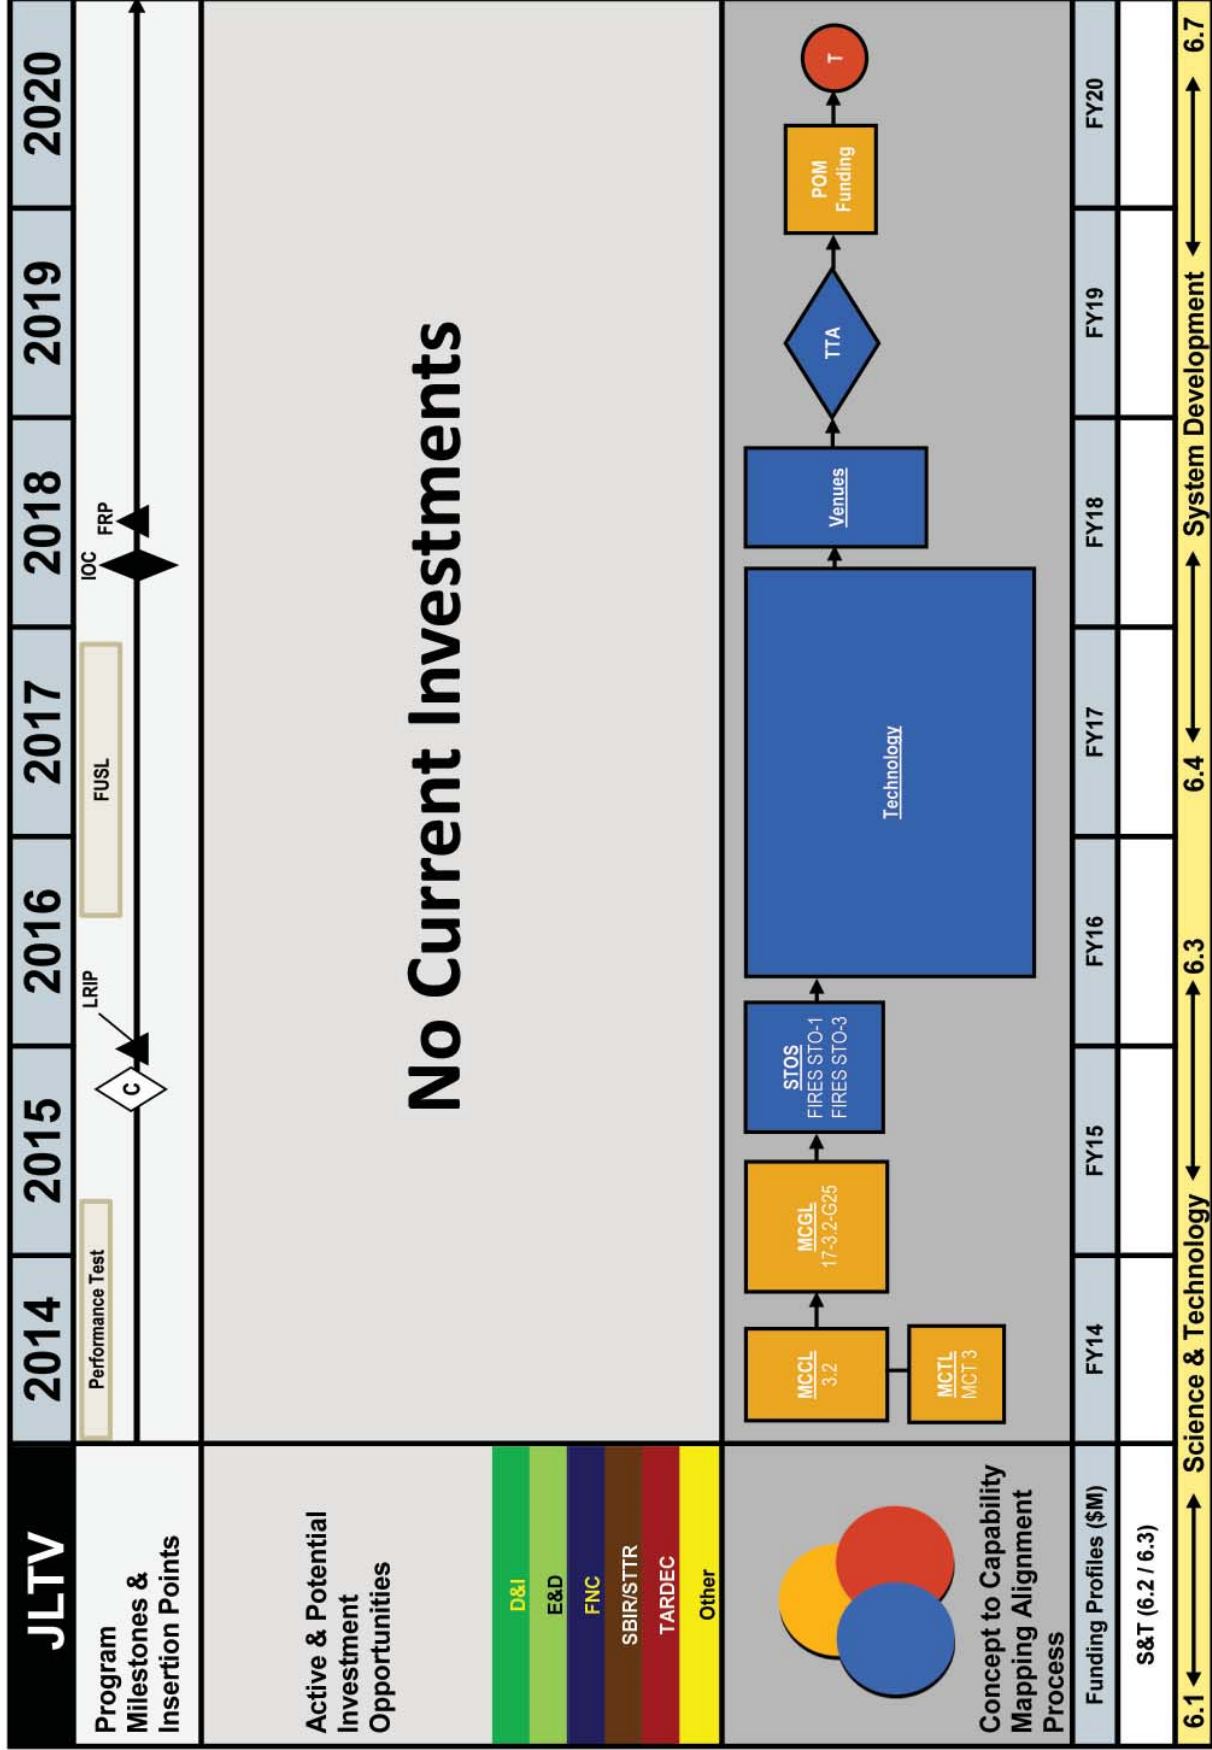 JLTV
2014
2015
2016
2017
2018
2019
2020
Program
Milestones &
Insertion Points
Performance Test
C
LRIP
FUSL
IOC
FRP
Active & Potential
Investment
Opportunities
D&I
E&D
FNC
SBIR/STTR
TARDEC
Other
No Current Investments
Concept to Capability
Mapping Alignment
Process
MCCL
3.2
MCTL
MCT 3
MCGL
17-3.2-G25
STOS
FIRES STO-1
FIRES STO-3
Technology
Venues
TTA
POM
Funding
T
Funding Profiles ($M)
FY14
FY15
FY16
FY17
FY18
FY19
FY20
S&T (6.2 / 6.3)
6.1
Science & Technology
6.3
6.4
System Development
6.7